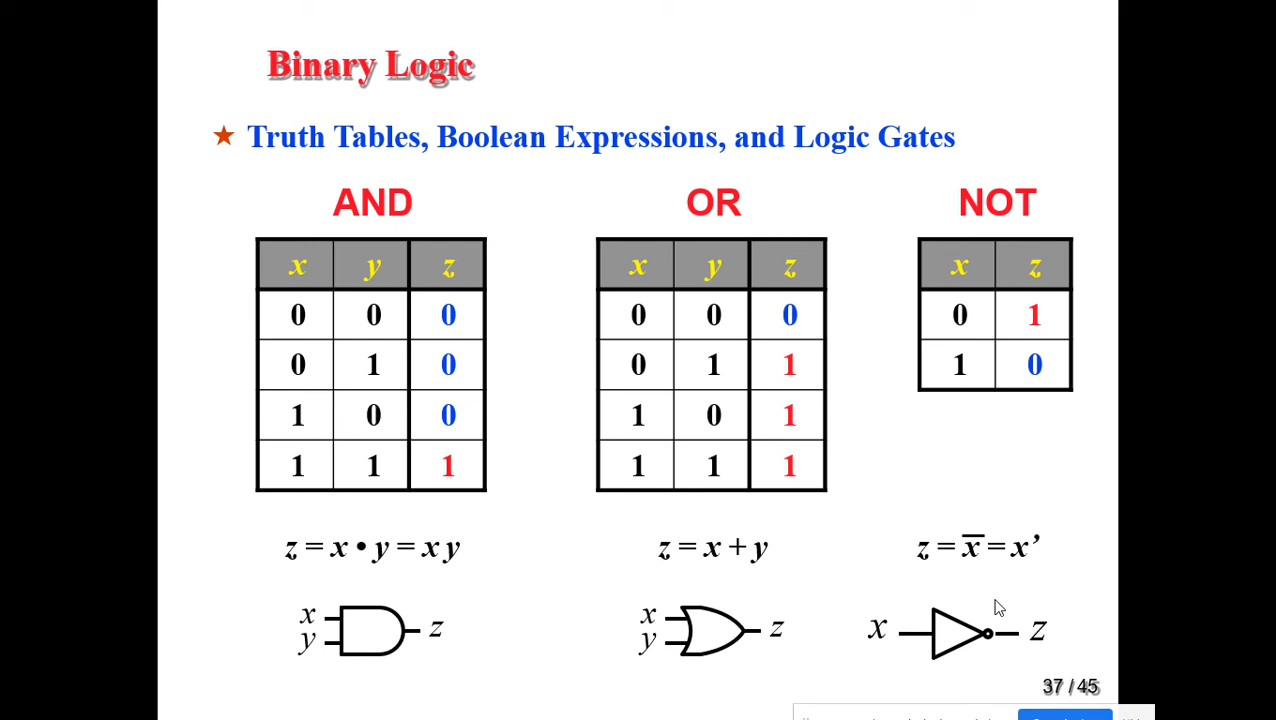 Binary Logic
★ Truth Tables, Boolean Expressions, and Logic Gates
AND OR NOT
x y z x y z x z
0 0 0 0 0 0 0 1
0 1 0 0 1 1 1 0
1 0 0 1 0 1
1 1 1 1 1 1
z = x • y = x y z = x + y z = x̅ = x’
x y z x y z x z
37 / 45